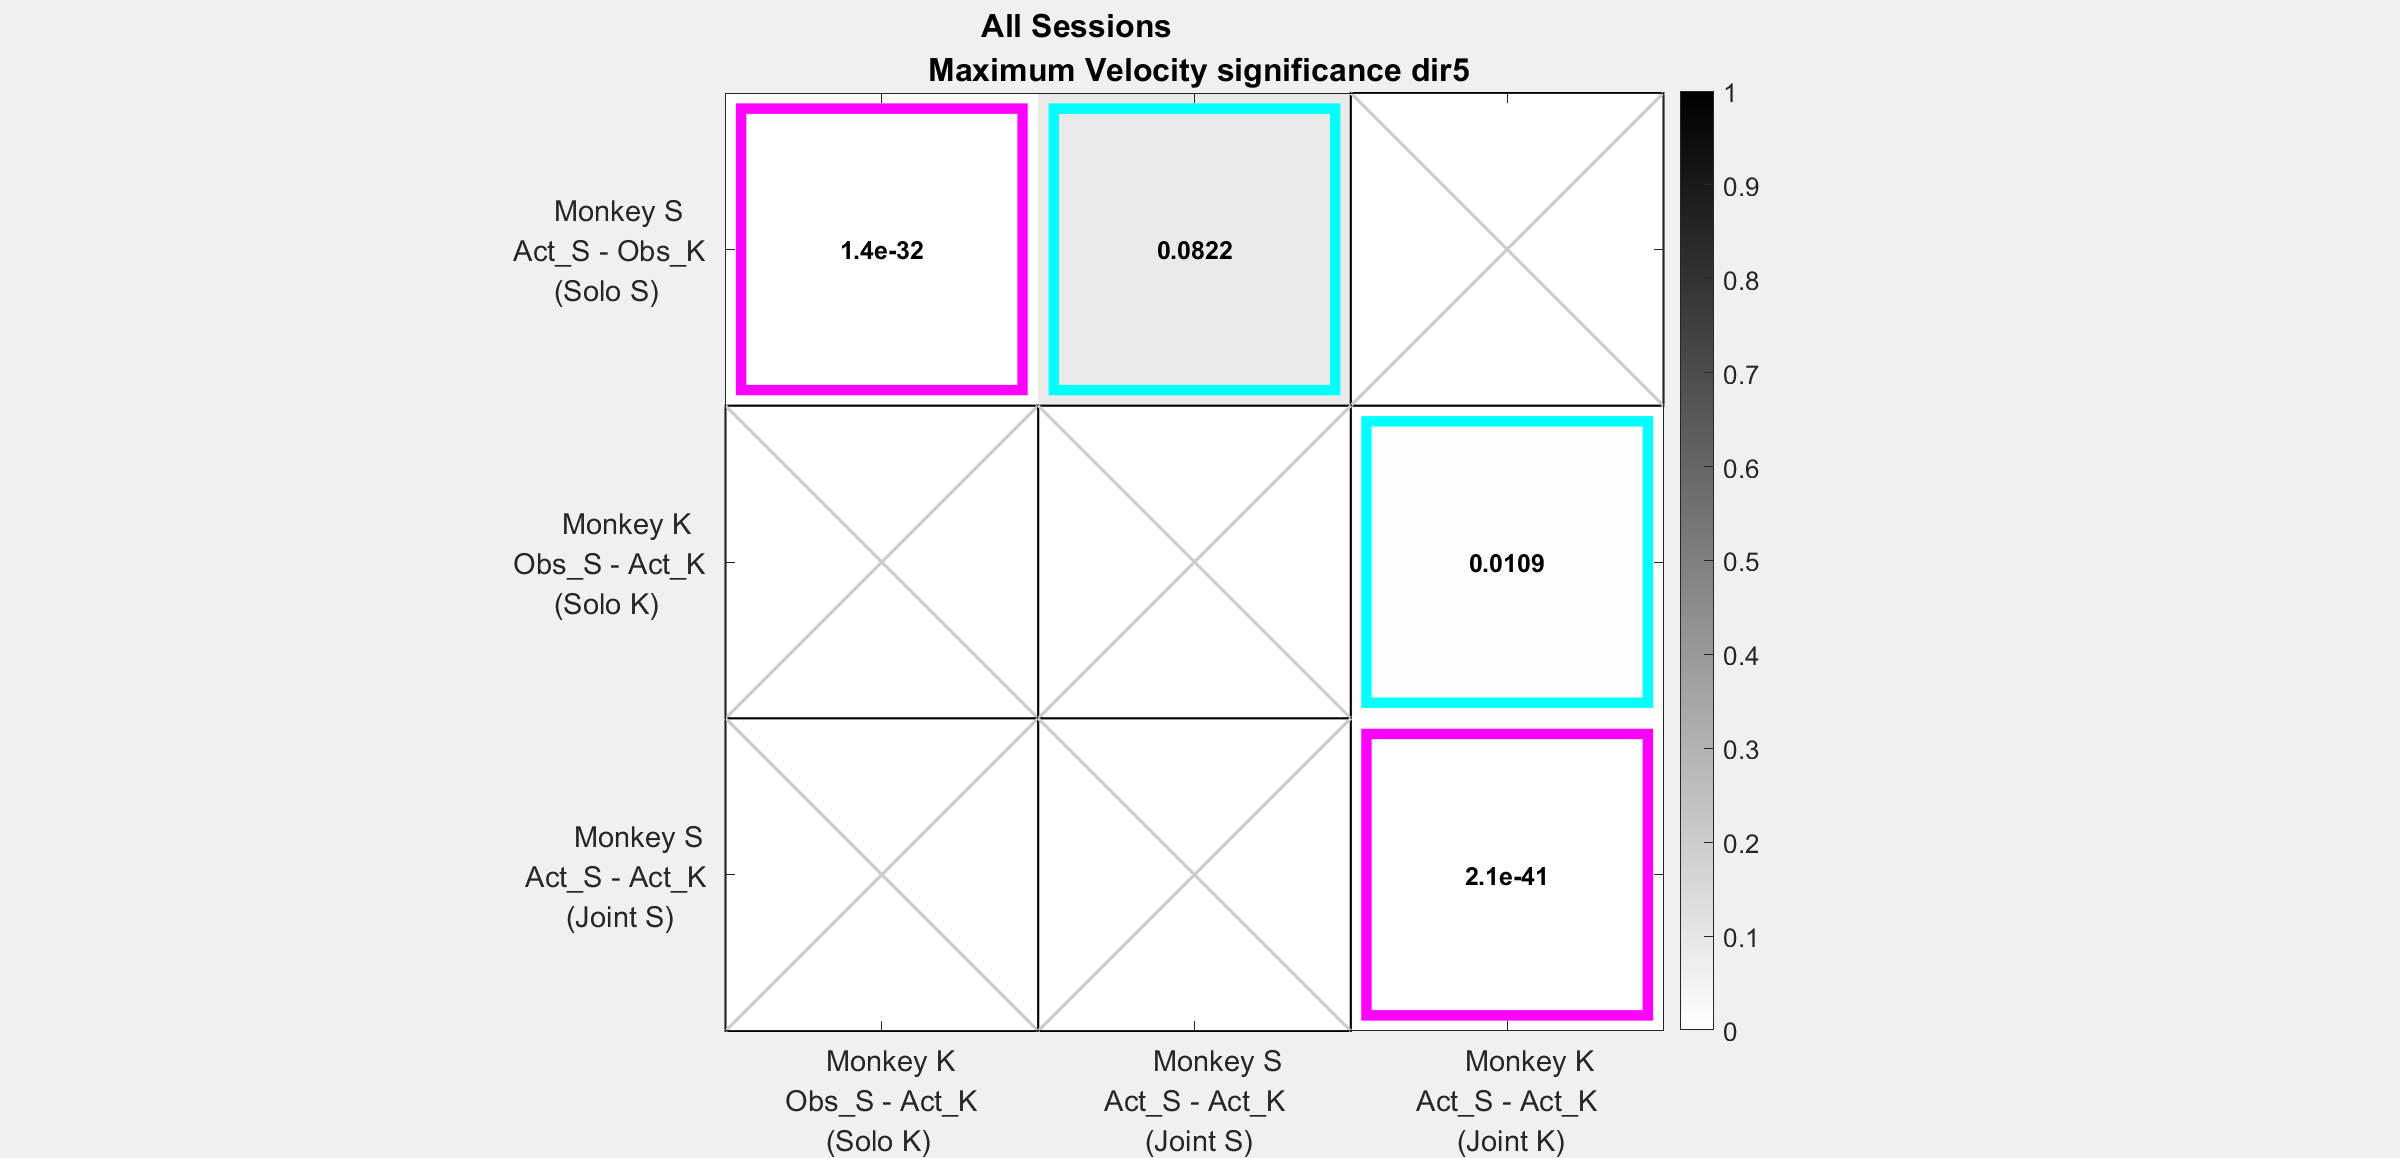 All Sessions
Maximum Velocity significance dir5
Monkey S
Act_S - Obs_K
(Solo S)
1.4e-32
0.0822
Monkey K
Obs_S - Act_K
(Solo K)
0.0109
Monkey S
Act_S - Act_K
(Joint S)
2.1e-41
Monkey K
Obs_S - Act_K
(Solo K)
Monkey S
Act_S - Act_K
(Joint S)
Monkey K
Act_S - Act_K
(Joint K)
1
0.9
0.8
0.7
0.6
0.5
0.4
0.3
0.2
0.1
0